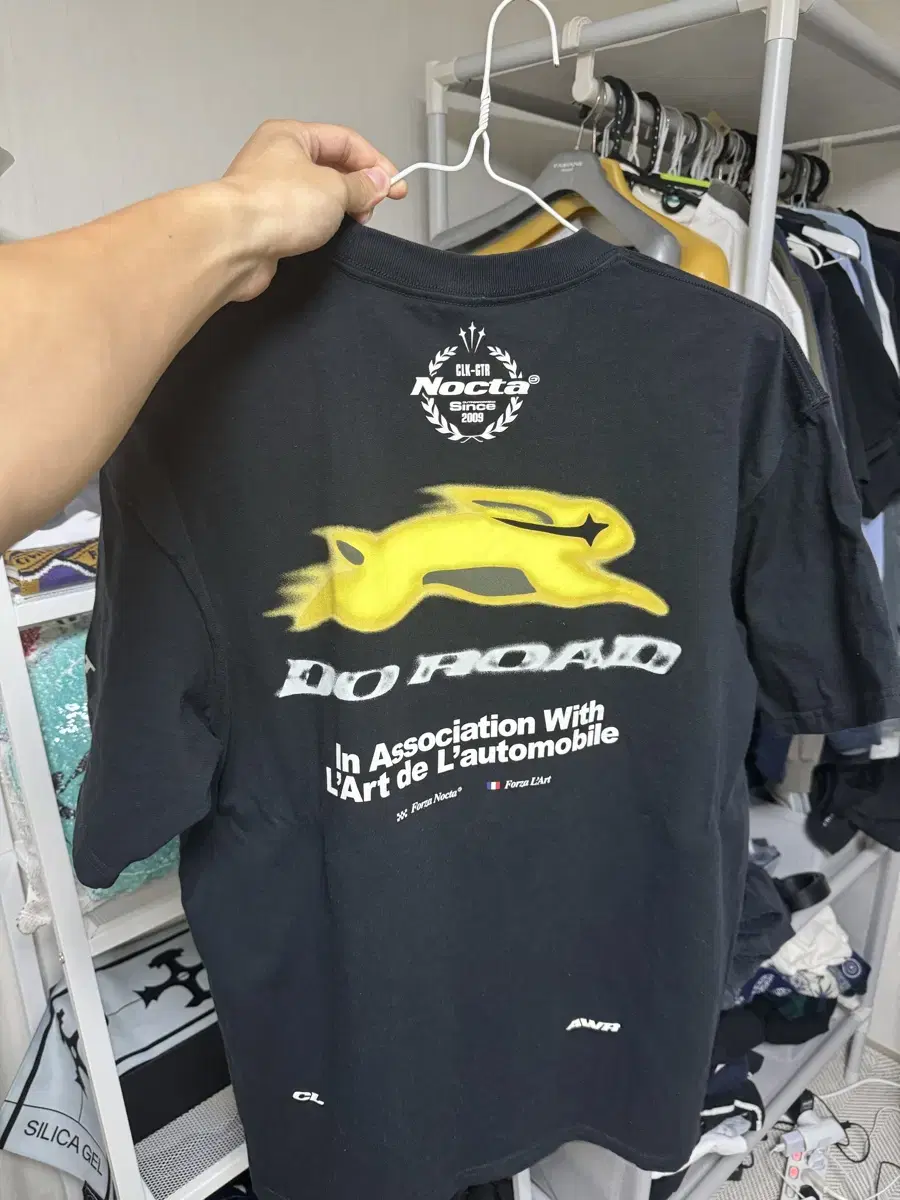 CLK-GTR
Nocta®
Since
2009
DO ROAD
In Association With
L'Art de L'automobile
Forza Nocta®
Forza L'Art
AWR
CL
SILICA GEL